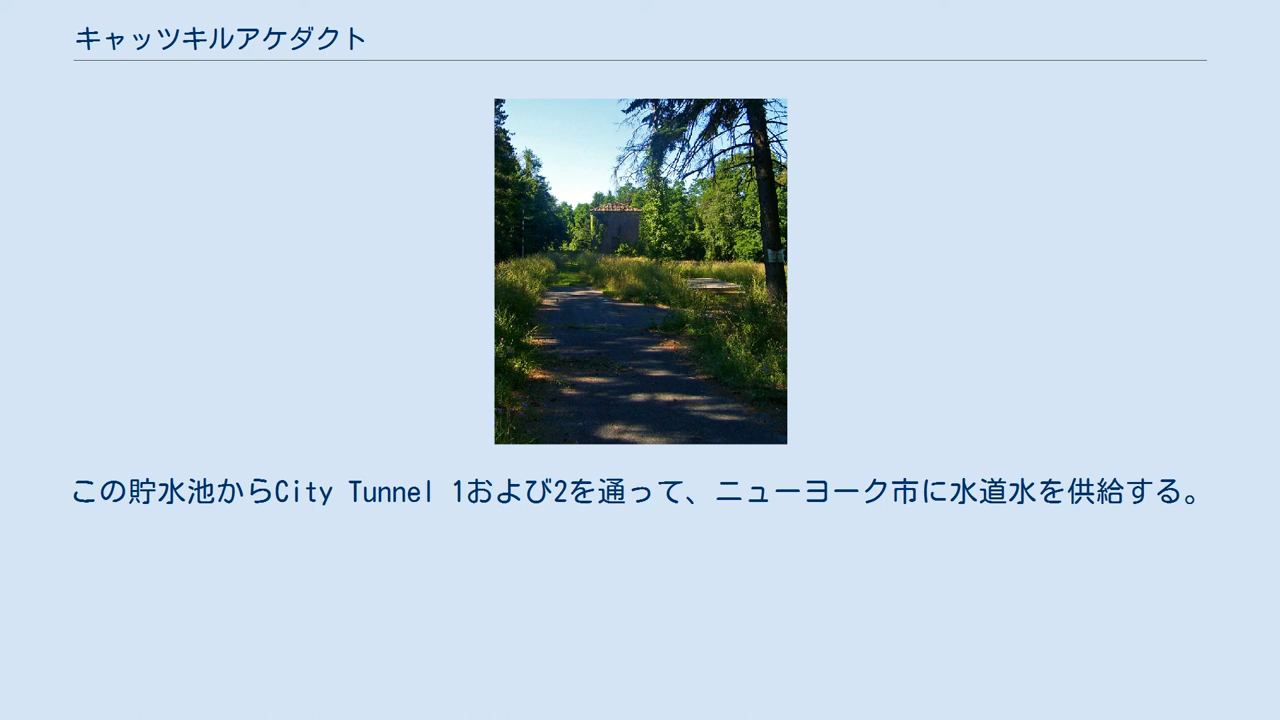 キャッツキルアケダクト
この貯水池からCity Tunnel 1および2を通って、ニューヨーク市に水道水を供給する。